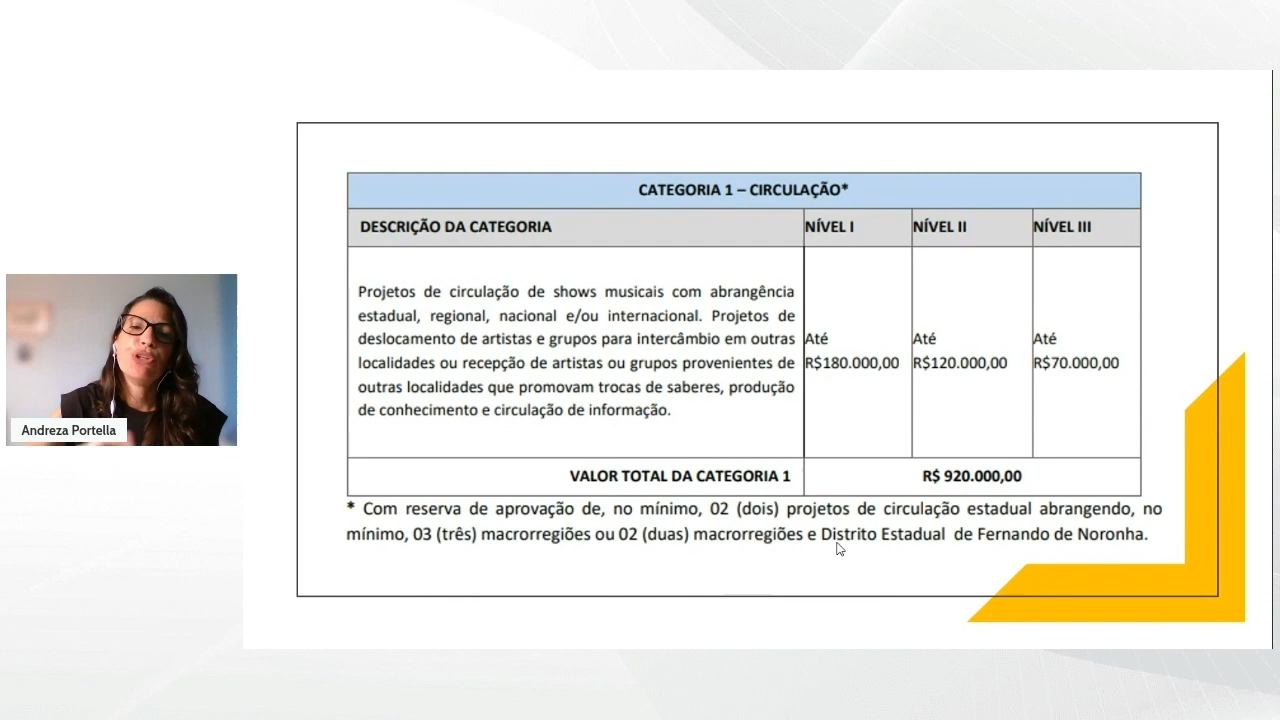 CATEGORIA 1 – CIRCULAÇÃO*
DESCRIÇÃO DA CATEGORIA
NÍVEL I
NÍVEL II
NÍVEL III
Projetos de circulação de shows musicais com abrangência
estadual, regional, nacional e/ou internacional. Projetos de
deslocamento de artistas e grupos para intercâmbio em outras
localidades ou recepção de artistas ou grupos provenientes de
outras localidades que promovam trocas de saberes, produção
de conhecimento e circulação de informação.
Até
R$180.000,00
Até
R$120.000,00
Até
R$70.000,00
VALOR TOTAL DA CATEGORIA 1
R$ 920.000,00
* Com reserva de aprovação de, no mínimo, 02 (dois) projetos de circulação estadual abrangendo, no
mínimo, 03 (três) macrorregiões ou 02 (duas) macrorregiões e Distrito Estadual de Fernando de Noronha.
Andreza Portella